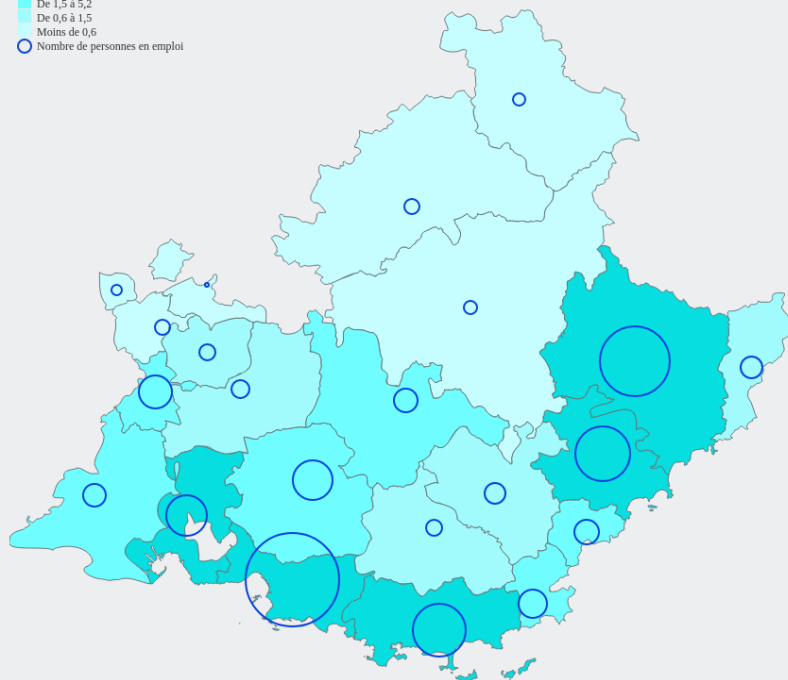 De 1,5 à 5,2
De 0,6 à 1,5
Moins de 0,6
Nombre de personnes en emploi